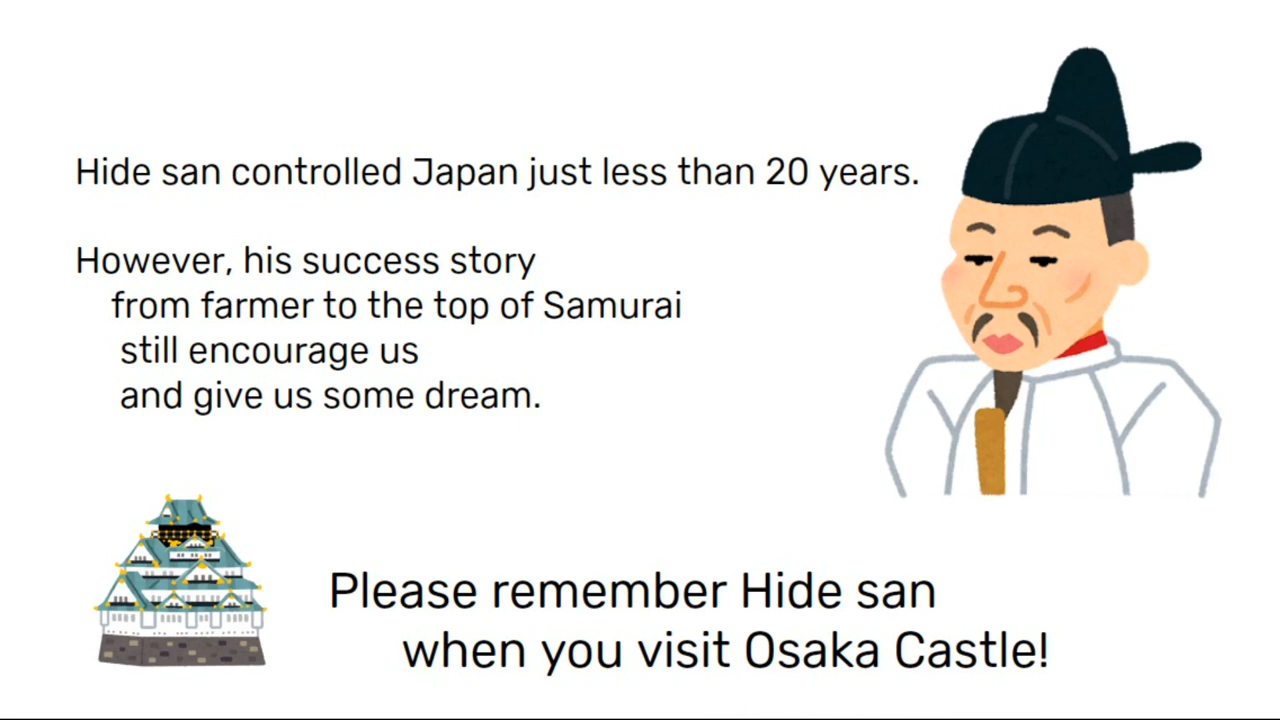 Hide san controlled Japan just less than 20 years.
However, his success story
from farmer to the top of Samurai
still encourage us
and give us some dream.
Please remember Hide san
when you visit Osaka Castle!